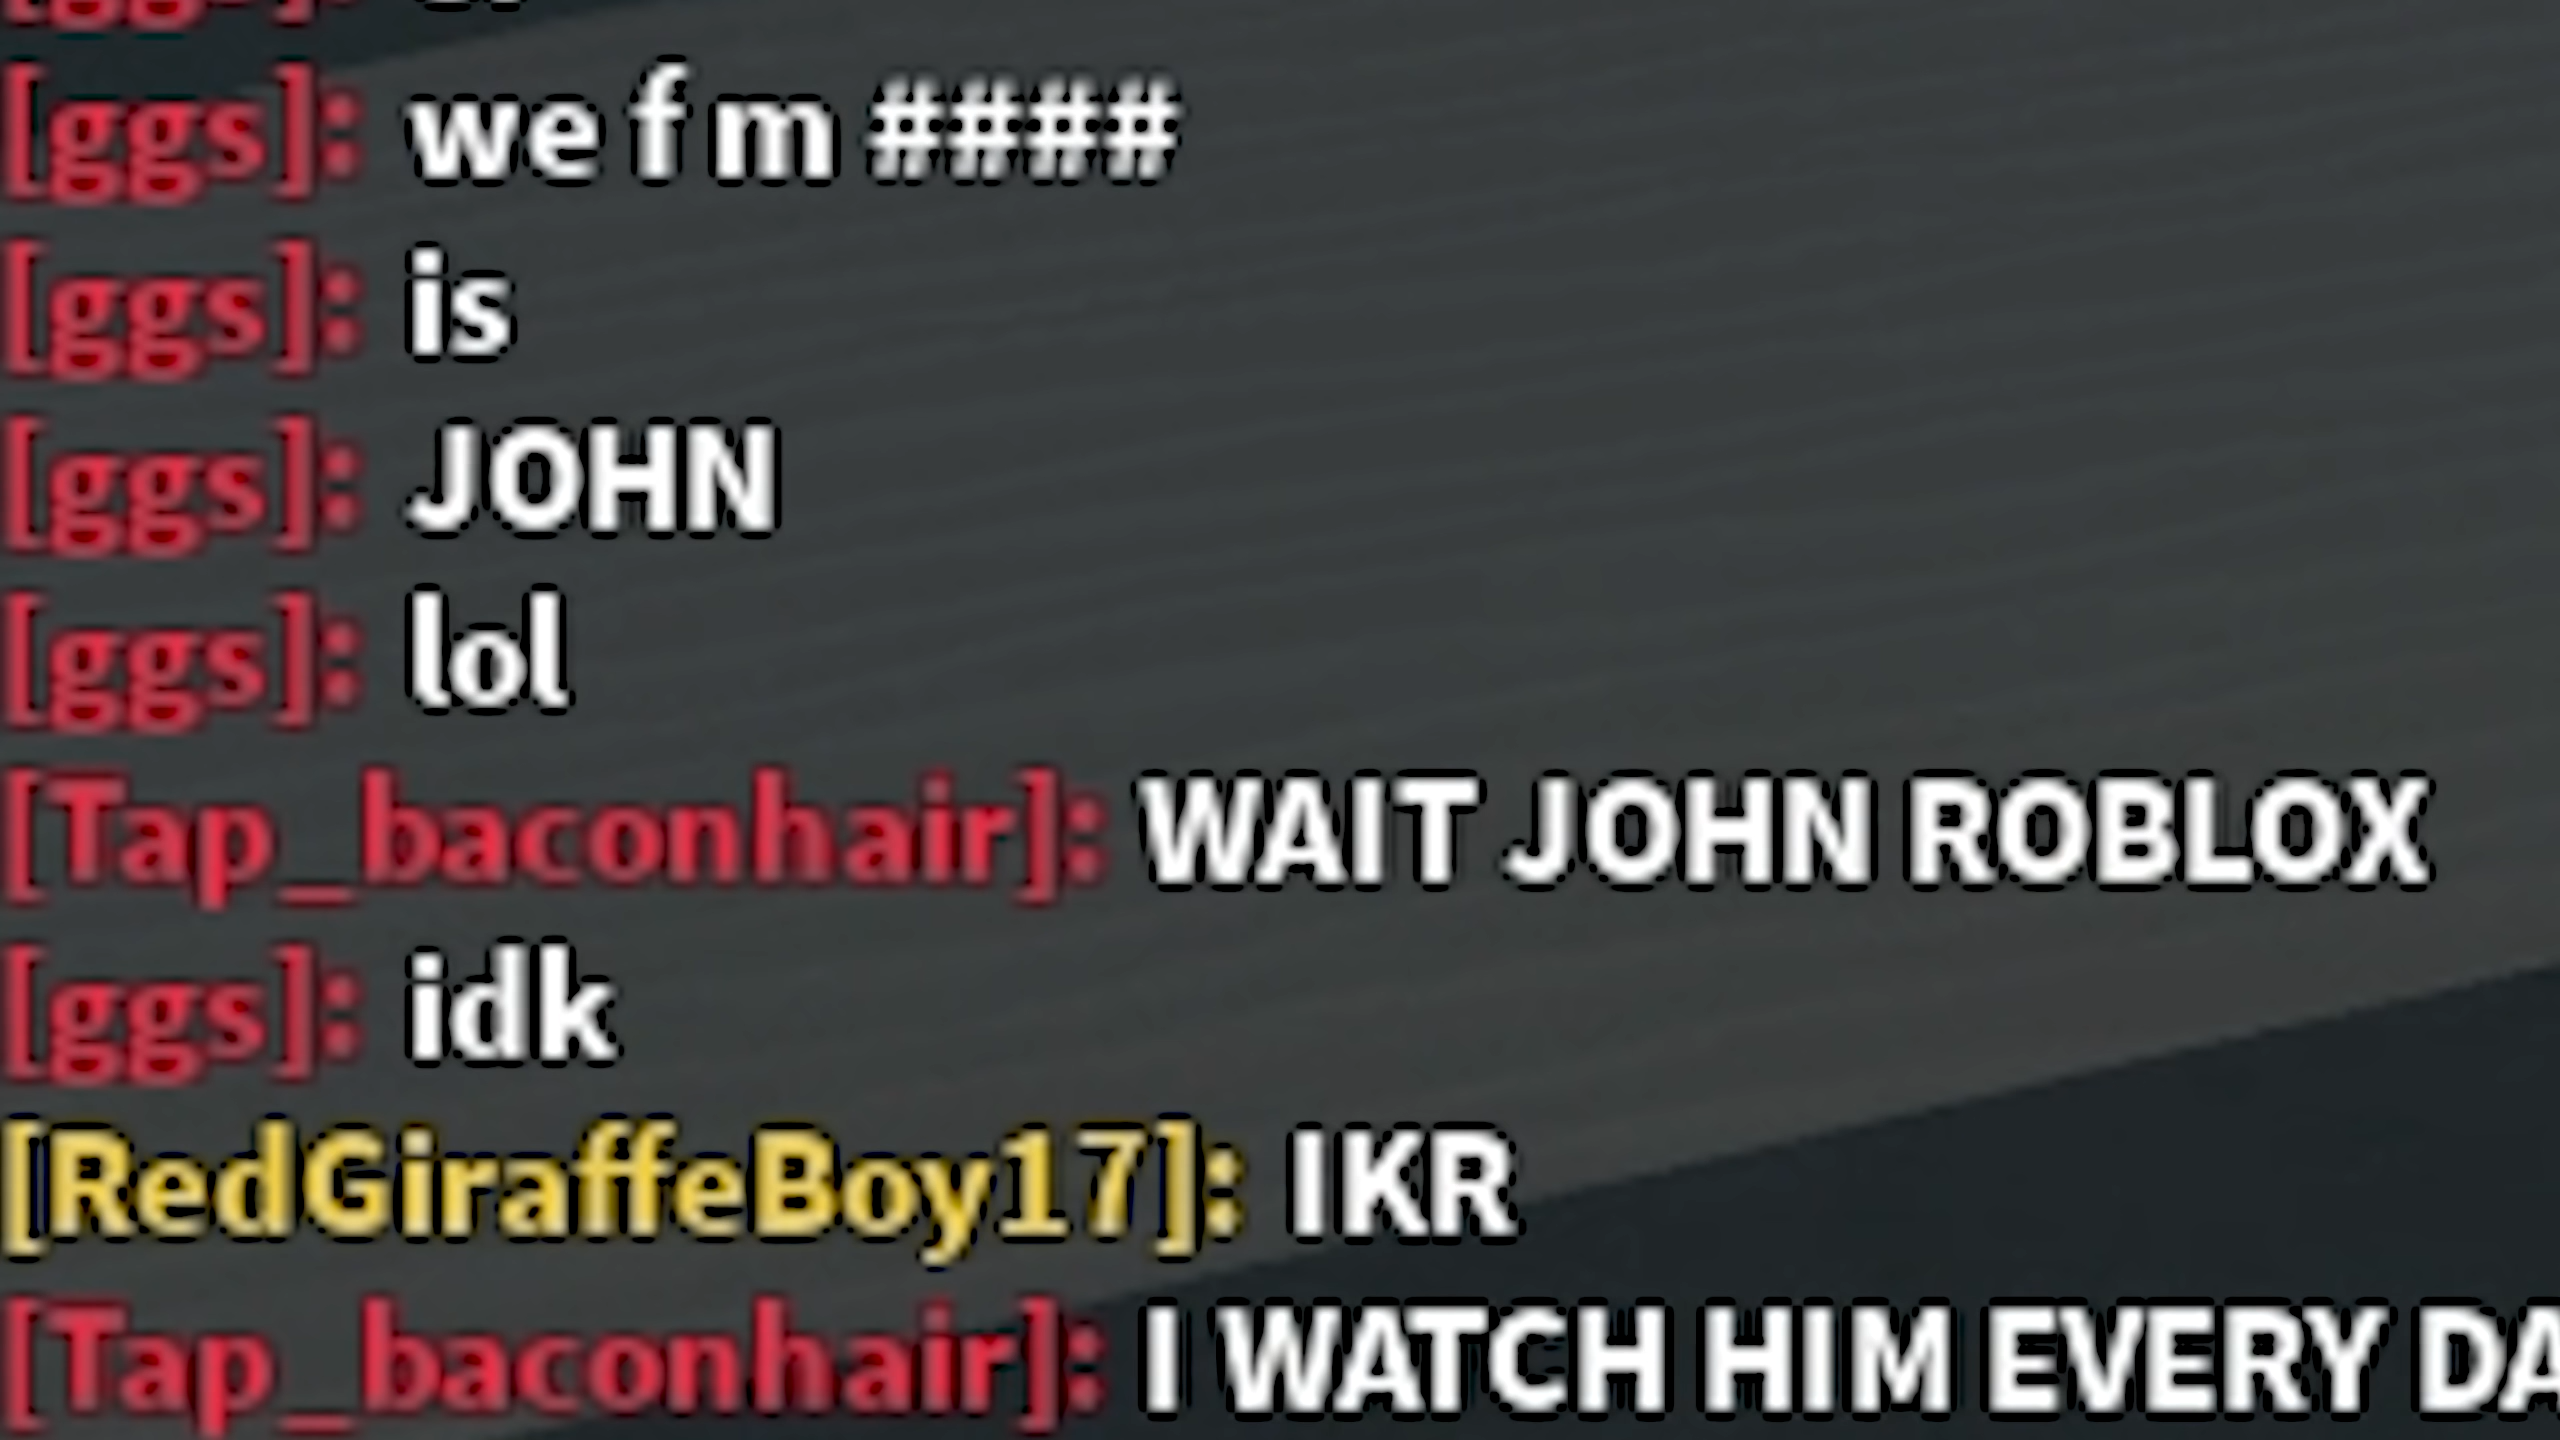 [ggs]: we f m ####
[ggs]: is
[ggs]: JOHN
[ggs]: lol
[Tap_baconhair]: WAIT JOHN ROBLOX
[ggs]: idk
[RedGiraffeBoy17]: IKR
[Tap_baconhair]: I WATCH HIM EVERY DA